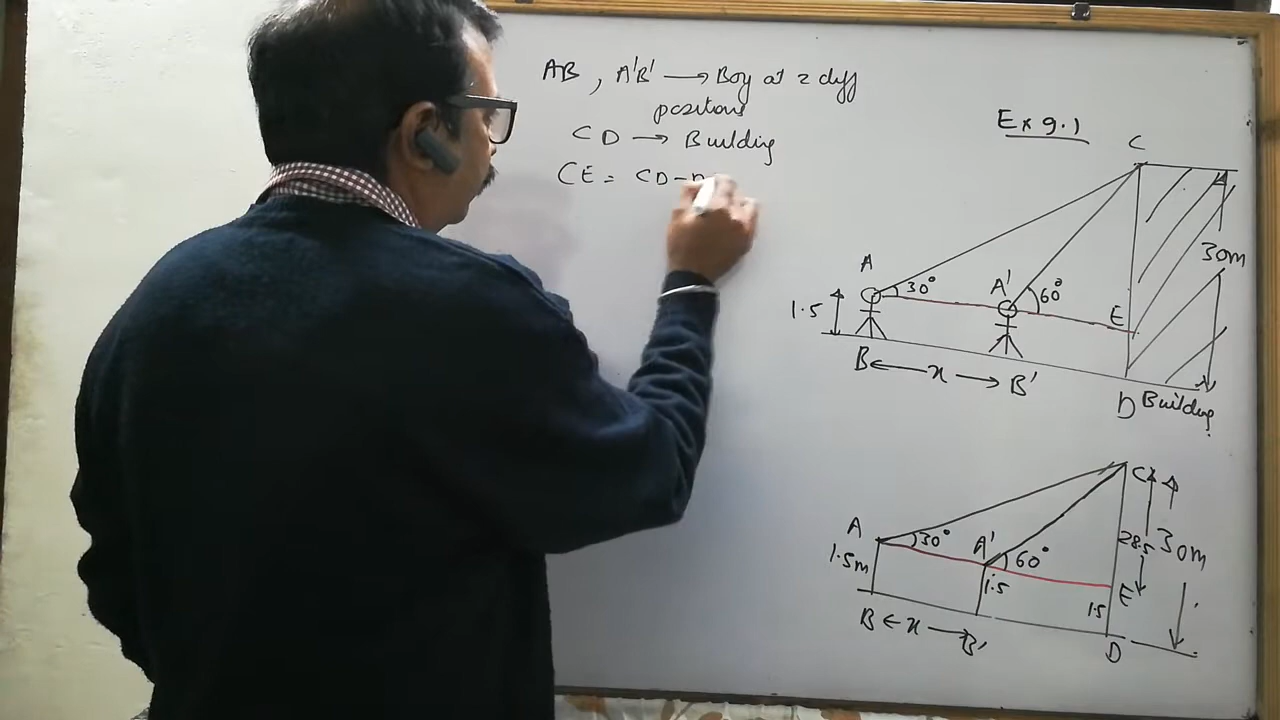 AB, A'B' → Boy at 2 diff
positions
CD → Building
CE = CD -
Ex 9.1
C
30m
A
30°
A'
60°
1.5
E
B ← x → B'
D Building
C
A
30°
A'
60°
28.5
30m
1.5m
1.5
E
1.5
B ← x → B'
D